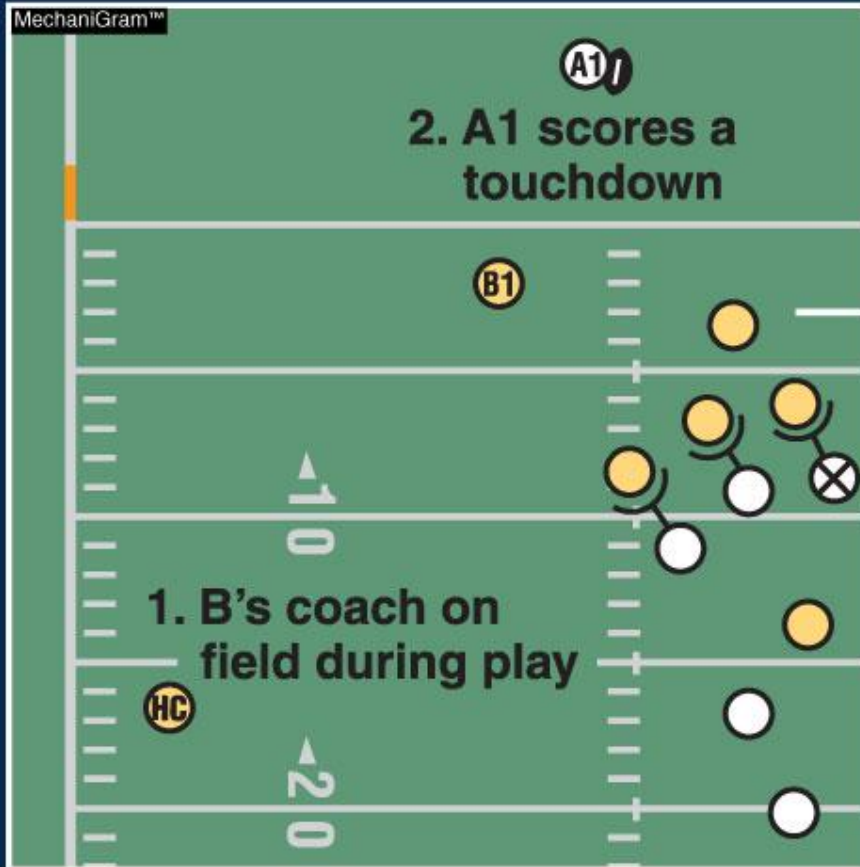 MechaniGram™
A1
2. A1 scores a
touchdown
B1
◄10
1. B's coach on
field during play
HC
◄20